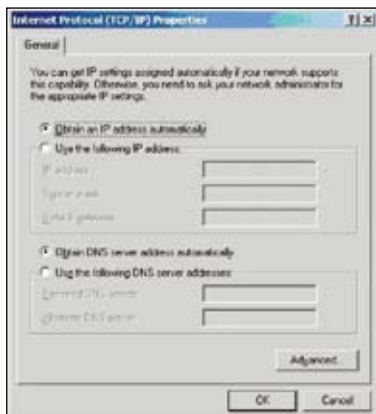 Internet Protocol (TCP/IP) Properties
General
You can get IP settings assigned automatically if your network supports
this capability. Otherwise, you need to ask your network administrator for
the appropriate IP settings.
Obtain an IP address automatically
Use the following IP address:
IP address:
Subnet mask:
Default gateway:
Obtain DNS server address automatically
Use the following DNS server addresses:
Preferred DNS server:
Alternate DNS server:
Advanced...
OK
Cancel